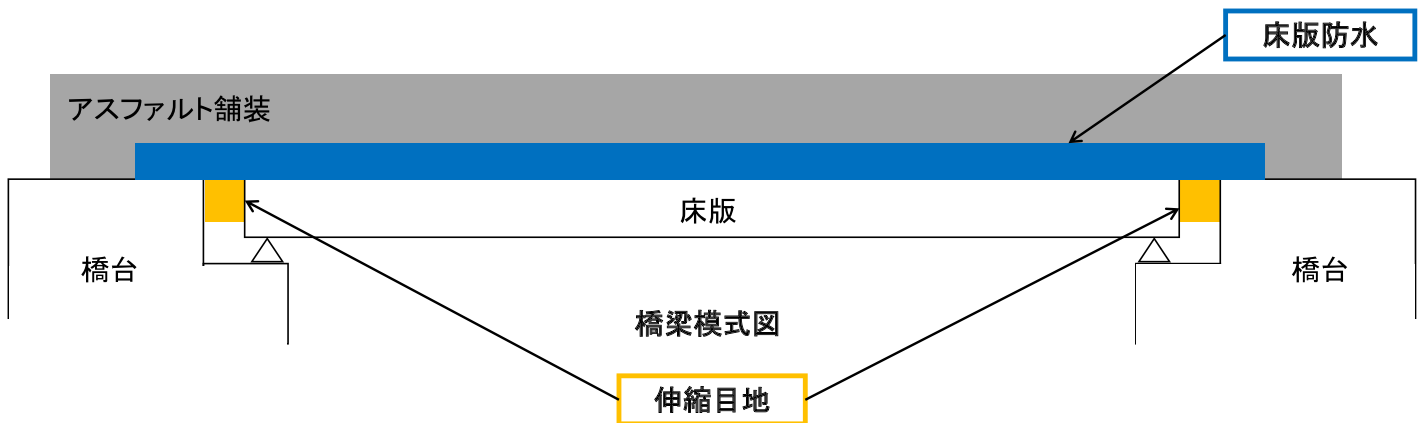 床版防水
アスファルト舗装
床版
橋台
橋台
橋梁模式図
伸縮目地